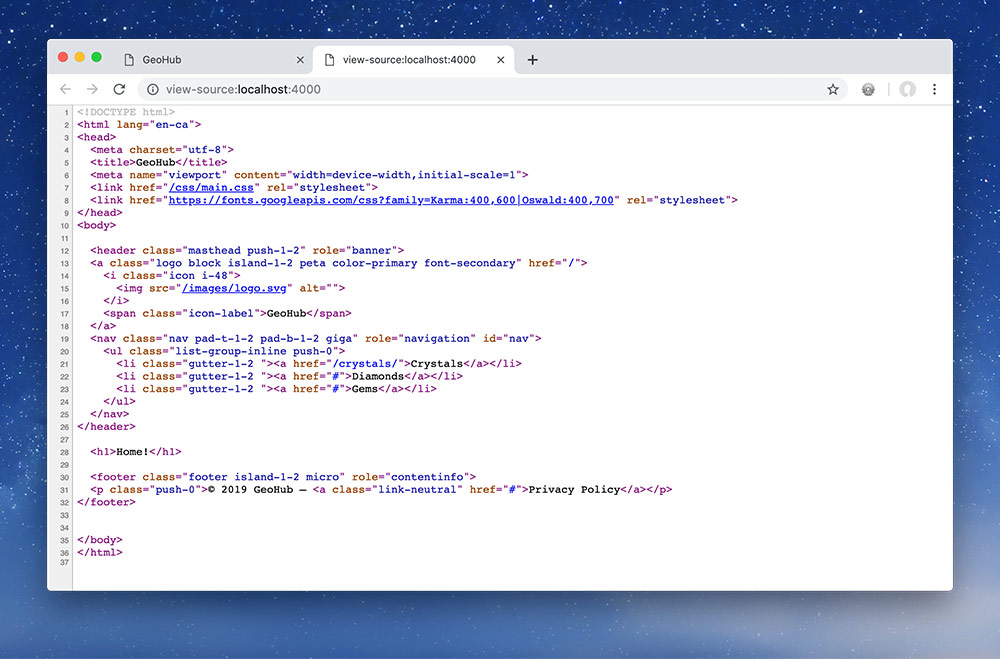 GeoHub
view-source:localhost:4000
view-source:localhost:4000
1 <!DOCTYPE html>
2 <html lang="en-ca">
3 <head>
4   <meta charset="utf-8">
5   <title>GeoHub</title>
6   <meta name="viewport" content="width=device-width,initial-scale=1">
7   <link href="/css/main.css" rel="stylesheet">
8   <link href="https://fonts.googleapis.com/css?family=Karma:400,600|Oswald:400,700" rel="stylesheet">
9 </head>
10 <body>
11
12   <header class="masthead push-1-2" role="banner">
13   <a class="logo block island-1-2 peta color-primary font-secondary" href="/">
14     <i class="icon i-48">
15       <img src="/images/logo.svg" alt="">
16     </i>
17     <span class="icon-label">GeoHub</span>
18   </a>
19   <nav class="nav pad-t-1-2 pad-b-1-2 giga" role="navigation" id="nav">
20     <ul class="list-group-inline push-0">
21       <li class="gutter-1-2 "><a href="/crystals/">Crystals</a></li>
22       <li class="gutter-1-2 "><a href="#">Diamonds</a></li>
23       <li class="gutter-1-2 "><a href="#">Gems</a></li>
24     </ul>
25   </nav>
26 </header>
27
28   <h1>Home!</h1>
29
30   <footer class="footer island-1-2 micro" role="contentinfo">
31   <p class="push-0">© 2019 GeoHub — <a class="link-neutral" href="#">Privacy Policy</a></p>
32 </footer>
33
34
35 </body>
36 </html>
37